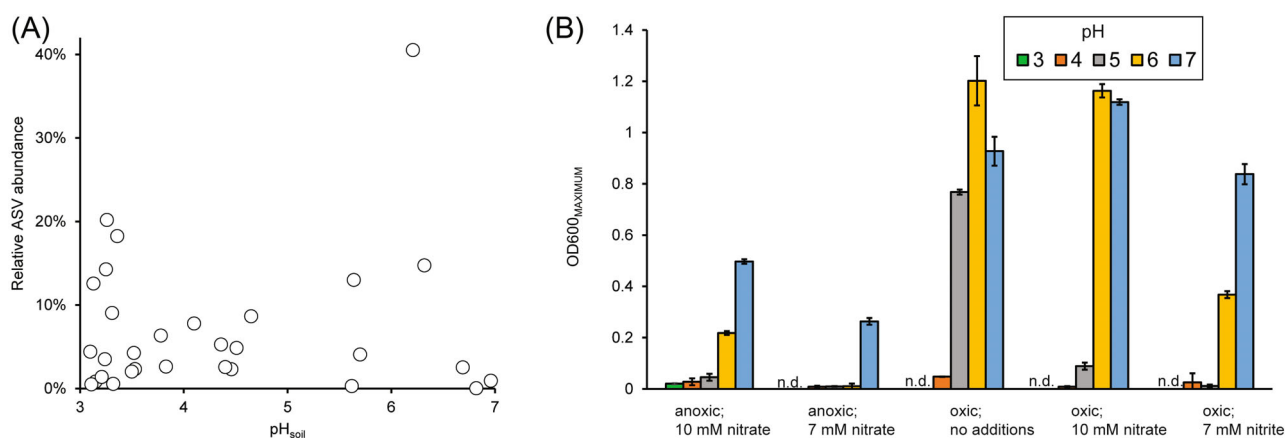 (A)
40%
30%
20%
10%
0%
Relative ASV abundance
3 4 5 6 7
pHsoil
(B)
1.4
1.2
1
0.8
0.6
0.4
0.2
0
OD600MAXIMUM
pH
3 4 5 6 7
n.d. n.d. n.d. n.d.
anoxic; anoxic; oxic; oxic; oxic;
10 mM nitrate 7 mM nitrate no additions 10 mM nitrate 7 mM nitrite